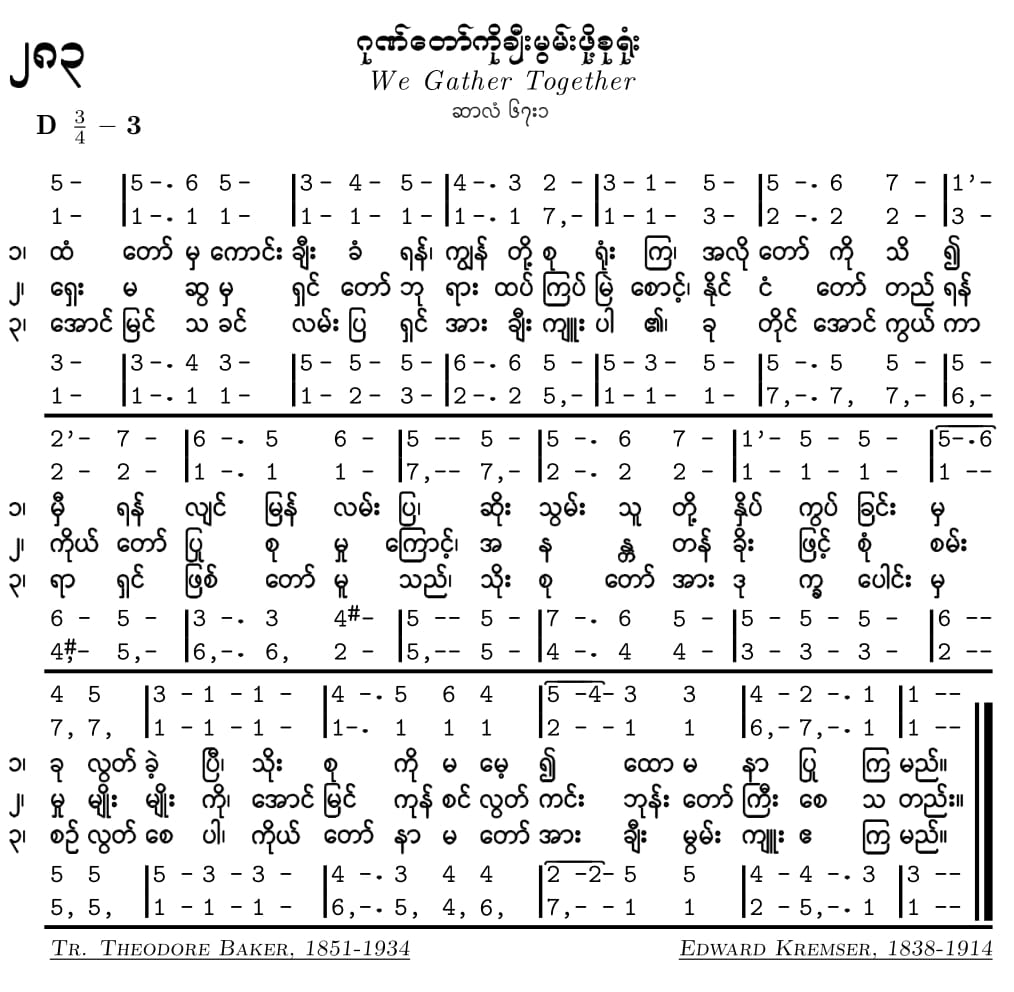 ၂၈၃
ဂုဏ်တော်ကိုချီးမွမ်းဖို့စုရုံး
We Gather Together
ဆာလံ ၆၇း၁
D 3/4 – 3
5 – |5 –. 6 5 – |3 – 4 – 5 – |4 –. 3 2 – |3 – 1 – 5 – |5 –. 6 7 – |1’ –
1 – |1 –. 1 1 – |1 – 1 – 1 – |1 –. 1 7, – |1 – 1 – 3 – |2 –. 2 2 – |3 –
၁၊ ထံ တော် မှ ကောင်း ချီး ခံ ရန်၊ ကျွန် တို့ စု ရုံး ကြ၊ အလို တော် ကို သိ ၍
၂၊ ရှေး မ ဆွ မှ ရှင် တော် ဘု ရား ထပ် ကြပ် မြဲ စောင့်၊ နိုင် ငံ တော် တည် ရန်
၃၊ အောင် မြင် သ ခင် လမ်း ပြ ရှင် အား ချီး ကျူး ပါ ၏၊ ခု တိုင် အောင် ကွယ် ကာ
3 – |3 –. 4 3 – |5 – 5 – 5 – |6 –. 6 5 – |5 – 3 – 5 – |5 –. 5 5 – |5 –
1 – |1 –. 1 1 – |1 – 2 – 3 – |2 –. 2 5, – |1 – 1 – 1 – |7, –. 7, 7, – |6, –
2’ – 7 – |6 –. 5 6 – |5 –– 5 – |5 –. 6 7 – |1’ – 5 – 5 – |5 –. 6
2 – 2 – |1 –. 1 1 – |7, –– 7, – |2 –. 2 2 – |1 – 1 – 1 – |1 ––
၁၊ မှီ ရန် လျင် မြန် လမ်း ပြ၊ ဆိုး သွမ်း သူ တို့ နှိပ် ကွပ် ခြင်း မှ
၂၊ ကိုယ် တော် ပြု စု မှု ကြောင့်၊ အ န န္တ တန် ခိုး ဖြင့် စုံ စမ်း
၃၊ ရာ ရှင် ဖြစ် တော် မူ သည်၊ သိုး စု တော် အား ဒု က္ခ ပေါင်း မှ
6 – 5 – |3 –. 3 4# – |5 –– 5 – |7 –. 6 5 – |5 – 5 – 5 – |6 ––
4#, – 5, – |6, –. 6, 2 – |5, –– 5 – |4 –. 4 4 – |3 – 3 – 3 – |2 ––
4 5 |3 – 1 – 1 – |4 –. 5 6 4 |5 –4– 3 3 |4 – 2 –. 1 |1 ––
7, 7, |1 – 1 – 1 – |1 –. 1 1 1 |2 – – 1 1 |6, – 7, –. 1 |1 ––
၁၊ ခု လွတ် ခဲ့ ပြီ၊ သိုး စု ကို မ မေ့ ၍ ထော မ နာ ပြု ကြ မည်။
၂၊ မှု မျိုး မျိုး ကို၊ အောင် မြင် ကုန် စင် လွတ် ကင်း ဘုန်း တော် ကြီး စေ သ တည်း။
၃၊ စဉ် လွတ် စေ ပါ၊ ကိုယ် တော် နာ မ တော် အား ချီး မွမ်း ကျူး ဧ ကြ မည်။
5 5 |5 – 3 – 3 – |4 –. 3 4 4 |2 –2– 5 5 |4 – 4 –. 3 |3 ––
5, 5, |1 – 1 – 1 – |6, –. 5, 4, 6, |7, – – 1 1 |2 – 5, –. 1 |1 ––
Tr. Theodore Baker, 1851-1934
Edward Kremser, 1838-1914